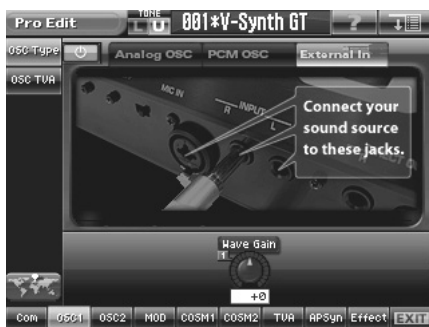 Pro Edit
TONE
L U
001*V-Synth GT
?
OSC Type
Analog OSC
PCM OSC
External In
OSC TVA
MIC IN
R
INPUT
L
Connect your
sound source
to these jacks.
Wave Gain
1
+0
Com
OSC1
OSC2
MOD
COSM1
COSM2
TVA
APSyn
Effect
EXIT